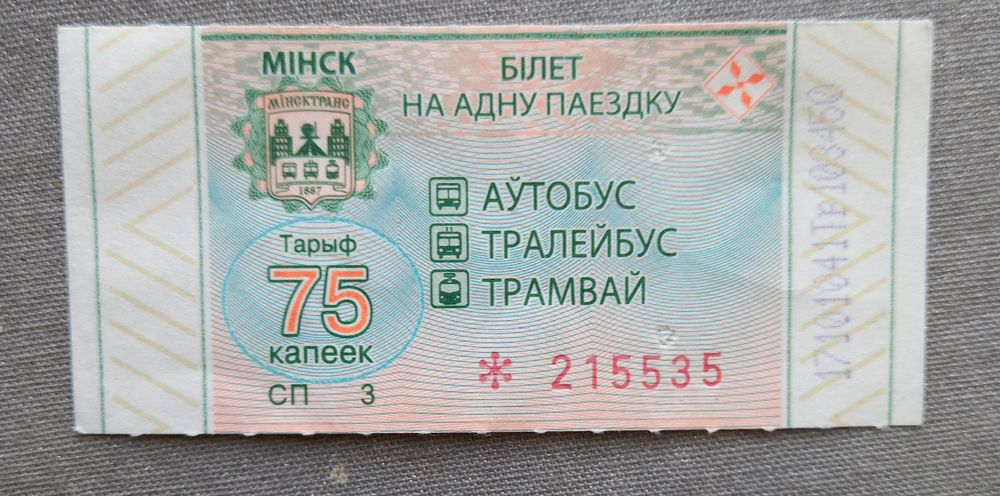 МІНСК
МІНСКТРАНС
1887
БІЛЕТ
НА АДНУ ПАЕЗДКУ
АЎТОБУС
ТРАЛЕЙБУС
ТРАМВАЙ
Тарыф
75
капеек
СП 3
* 215535